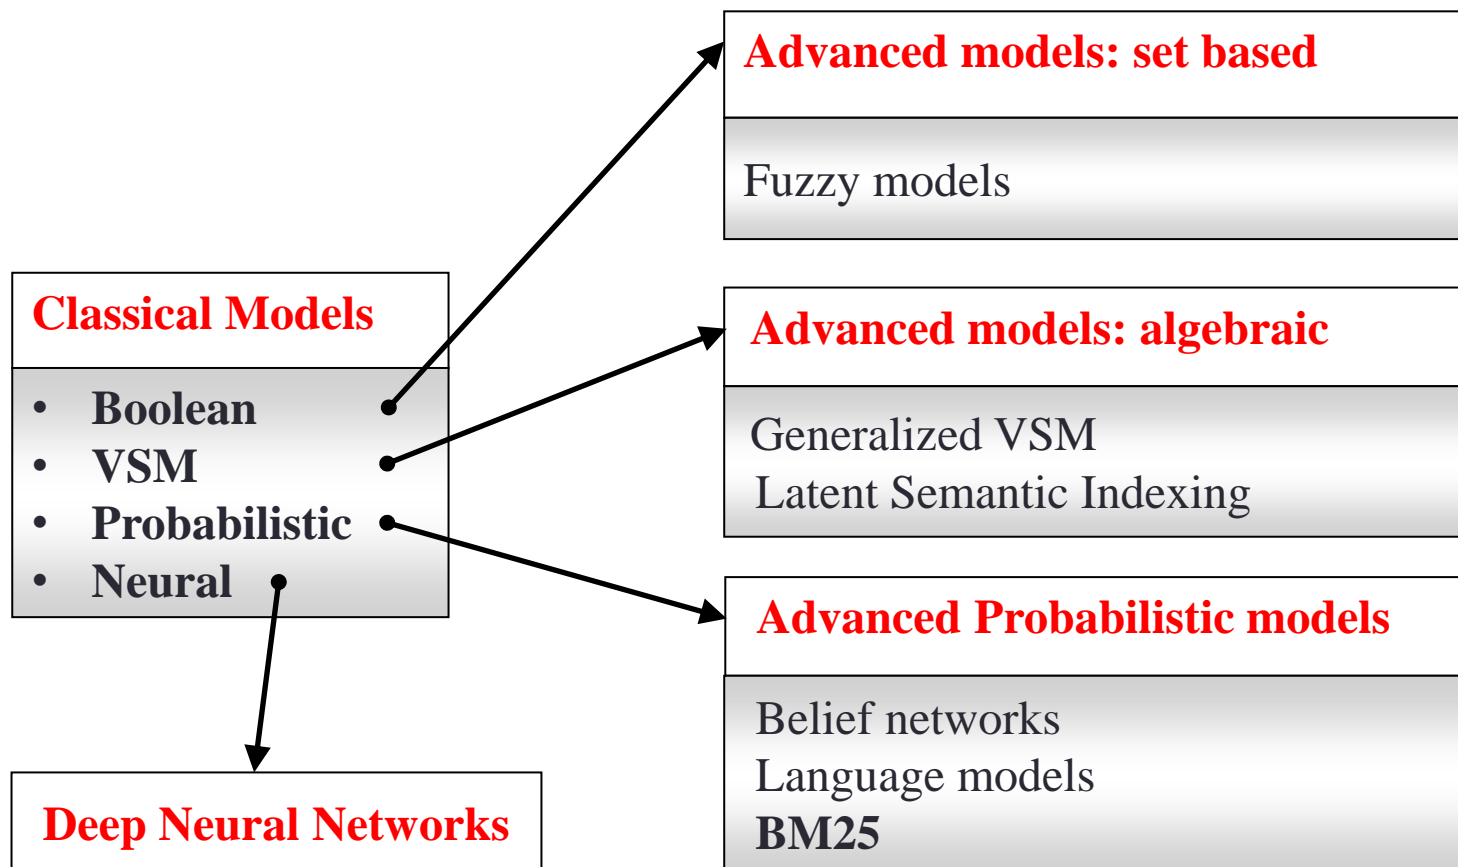 Advanced models: set based
Fuzzy models
Classical Models
• Boolean
• VSM
• Probabilistic
• Neural
Advanced models: algebraic
Generalized VSM
Latent Semantic Indexing
Advanced Probabilistic models
Belief networks
Language models
BM25
Deep Neural Networks